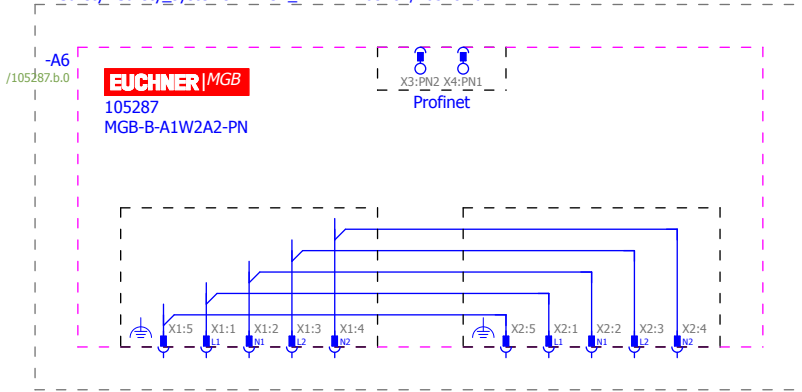 -A6
/105287.b.0
EUCHNER|MGB
105287
MGB-B-A1W2A2-PN
X3:PN2 X4:PN1
Profinet
X1:5 X1:1 X1:2 X1:3 X1:4 X2:5 X2:1 X2:2 X2:3 X2:4
L1 N1 L2 N2 L1 N1 L2 N2